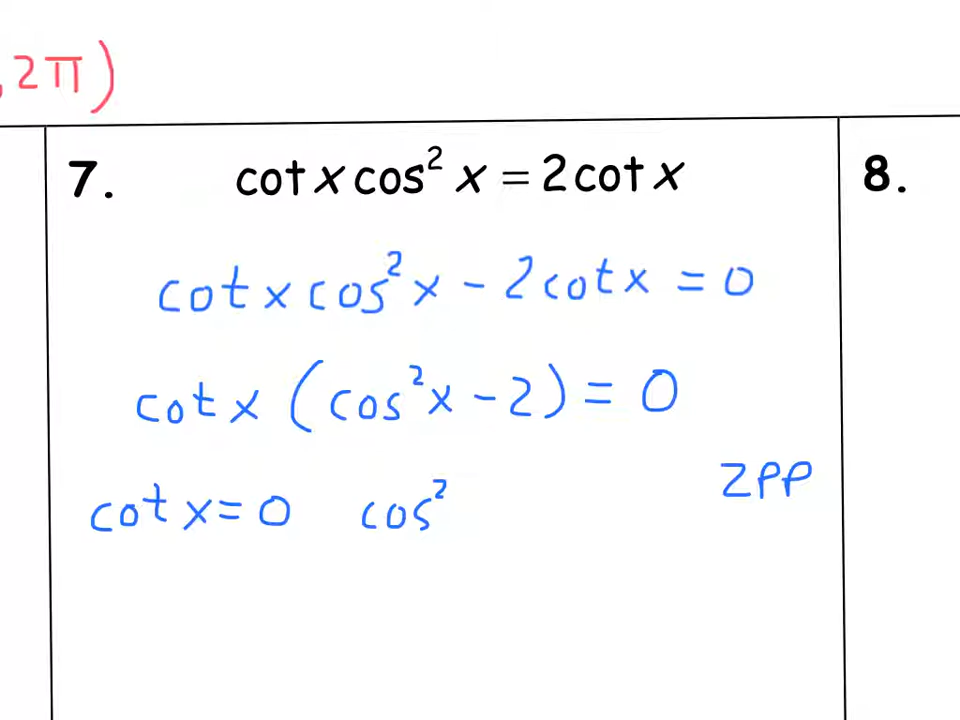 , 2π)
7. cot x cos² x = 2cot x 8.
cot x cos² x - 2cot x = 0
cot x (cos² x - 2) = 0
ZPP
cot x = 0 cos²